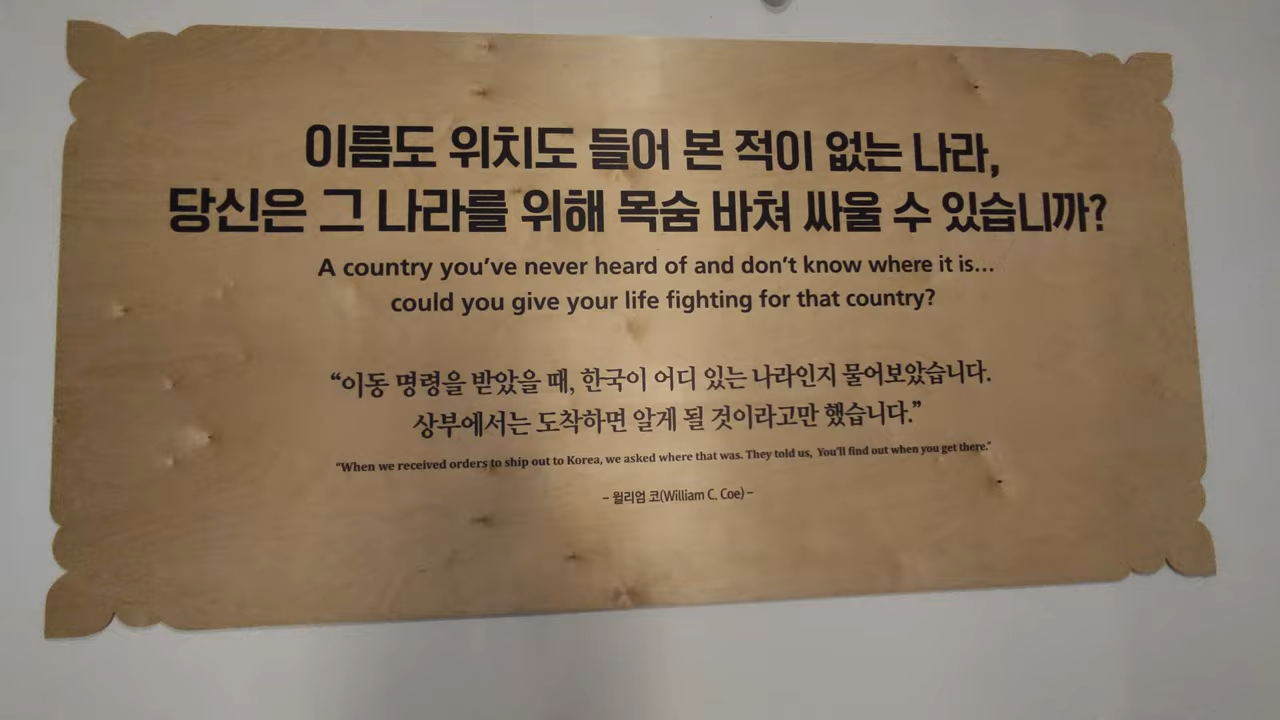 이름도 위치도 들어 본 적이 없는 나라,
당신은 그 나라를 위해 목숨 바쳐 싸울 수 있습니까?
A country you’ve never heard of and don’t know where it is...
could you give your life fighting for that country?
“이동 명령을 받았을 때, 한국이 어디 있는 나라인지 물어보았습니다.
상부에서는 도착하면 알게 될 것이라고만 했습니다.”
“When we received orders to ship out to Korea, we asked where that was. They told us, You’ll find out when you get there.”
– 윌리엄 코(William C. Coe) –